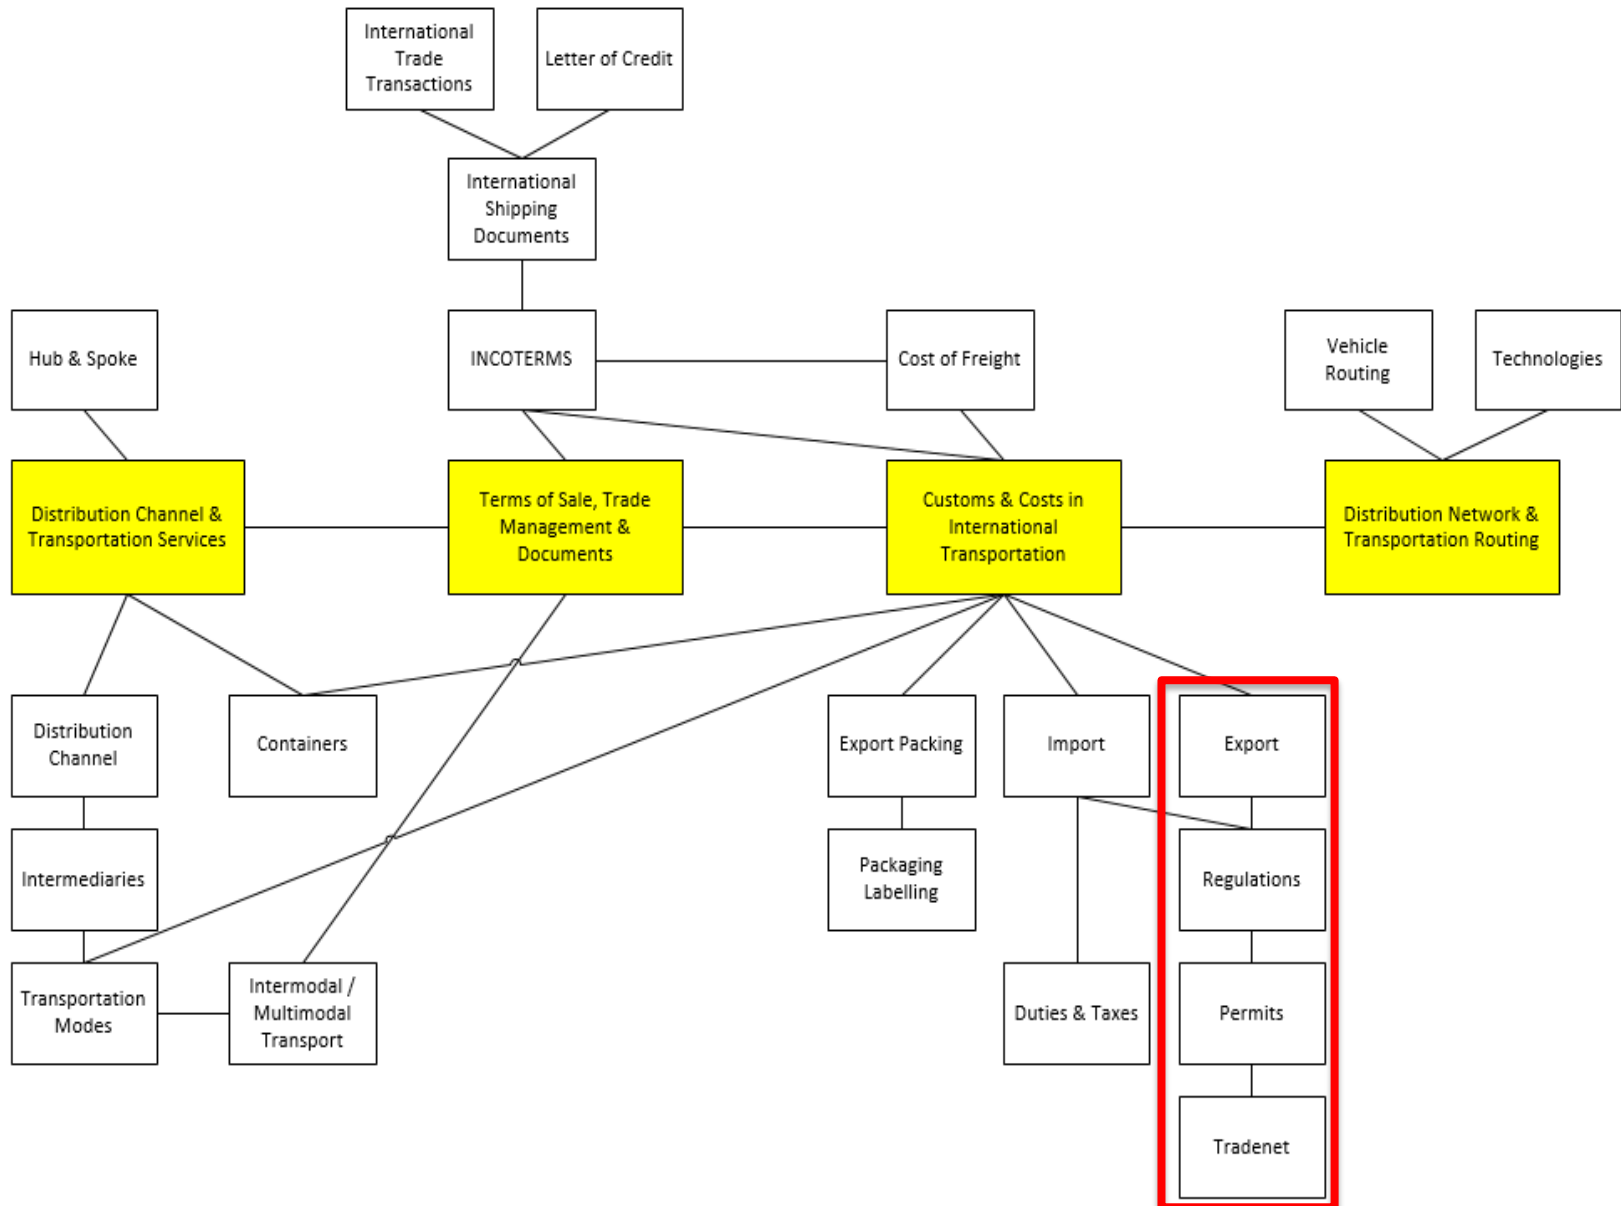 International
Trade
Transactions
Letter of Credit
International
Shipping
Documents
Hub & Spoke
INCOTERMS
Cost of Freight
Vehicle
Routing
Technologies
Distribution Channel &
Transportation Services
Terms of Sale, Trade
Management &
Documents
Customs & Costs in
International
Transportation
Distribution Network &
Transportation Routing
Distribution
Channel
Containers
Export Packing
Import
Export
Intermediaries
Packaging
Labelling
Regulations
Transportation
Modes
Intermodal /
Multimodal
Transport
Duties & Taxes
Permits
Tradenet